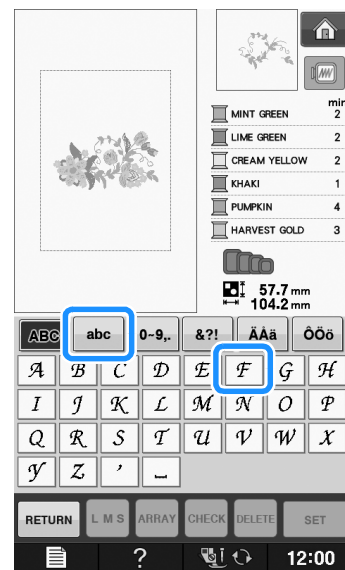 min
MINT GREEN 2
LIME GREEN 2
CREAM YELLOW 2
KHAKI 1
PUMPKIN 4
HARVEST GOLD 3
57.7 mm
104.2 mm
ABC abc 0~9,. &?! ÄÅä ÔÖö
A B C D E F G H
I J K L M N O P
Q R S T U V W X
Y Z ’ _
RETURN L M S ARRAY CHECK DELETE SET
? 12:00